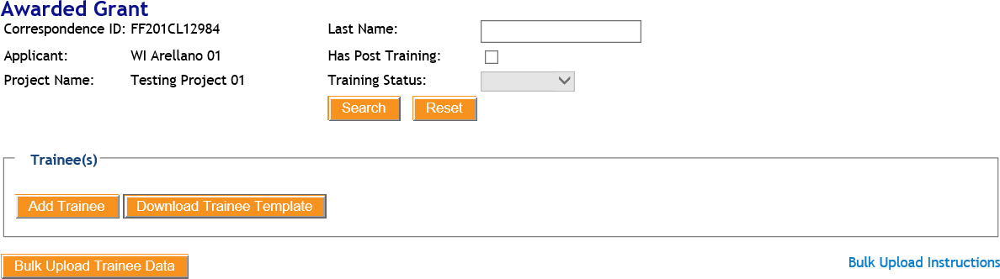 Awarded Grant
Correspondence ID: FF201CL12984 Last Name:
Applicant: WI Arellano 01 Has Post Training:
Project Name: Testing Project 01 Training Status:
Search Reset
Trainee(s)
Add Trainee Download Trainee Template
Bulk Upload Trainee Data Bulk Upload Instructions